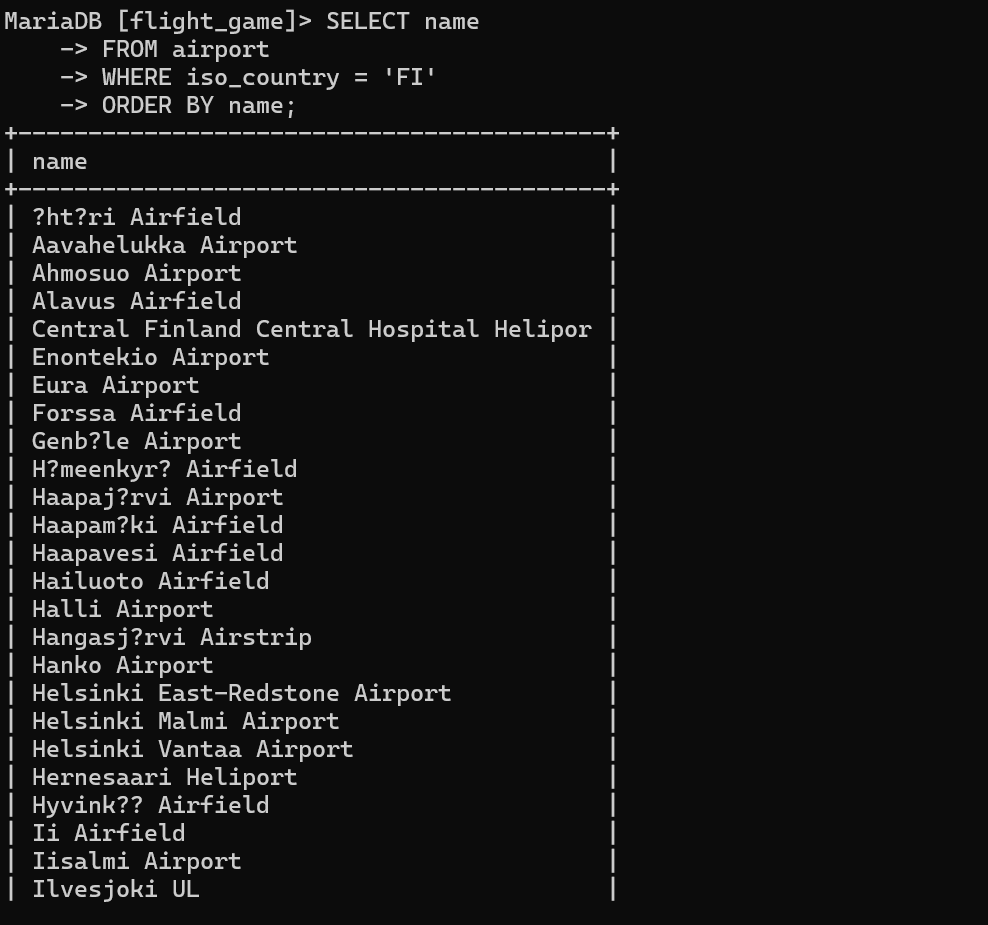 MariaDB [flight_game]> SELECT name
    -> FROM airport
    -> WHERE iso_country = 'FI'
    -> ORDER BY name;
+------------------------------------------+
| name                                     |
+------------------------------------------+
| ?ht?ri Airfield                          |
| Aavahelukka Airport                      |
| Ahmosuo Airport                          |
| Alavus Airfield                          |
| Central Finland Central Hospital Helipor |
| Enontekio Airport                        |
| Eura Airport                             |
| Forssa Airfield                          |
| Genb?le Airport                          |
| H?meenkyr? Airfield                      |
| Haapaj?rvi Airport                       |
| Haapam?ki Airfield                       |
| Haapavesi Airfield                       |
| Hailuoto Airfield                        |
| Halli Airport                            |
| Hangasj?rvi Airstrip                     |
| Hanko Airport                            |
| Helsinki East-Redstone Airport           |
| Helsinki Malmi Airport                   |
| Helsinki Vantaa Airport                  |
| Hernesaari Heliport                      |
| Hyvink?? Airfield                        |
| Ii Airfield                              |
| Iisalmi Airport                          |
| Ilvesjoki UL                             |